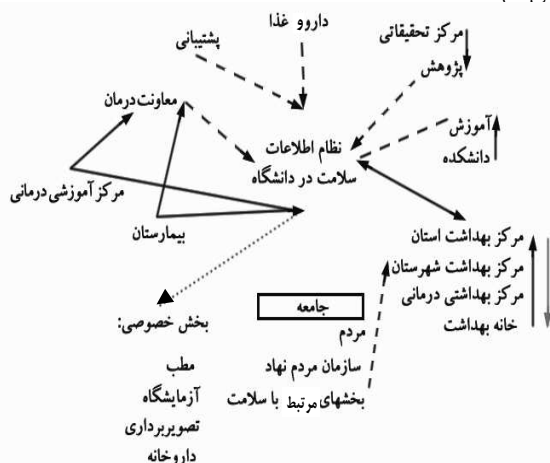 دارو و غذا
پشتیبانی
مرکز تحقیقاتی
پژوهش
معاونت درمان
آموزش
دانشکده
نظام اطلاعات
سلامت در دانشگاه
مرکز آموزشی درمانی
بیمارستان
مرکز بهداشت استان
مرکز بهداشت شهرستان
مرکز بهداشتی درمانی
خانه بهداشت
جامعه
مردم
سازمان مردم نهاد
بخشهای مرتبط با سلامت
بخش خصوصی:
مطب
آزمایشگاه
تصویربرداری
داروخانه